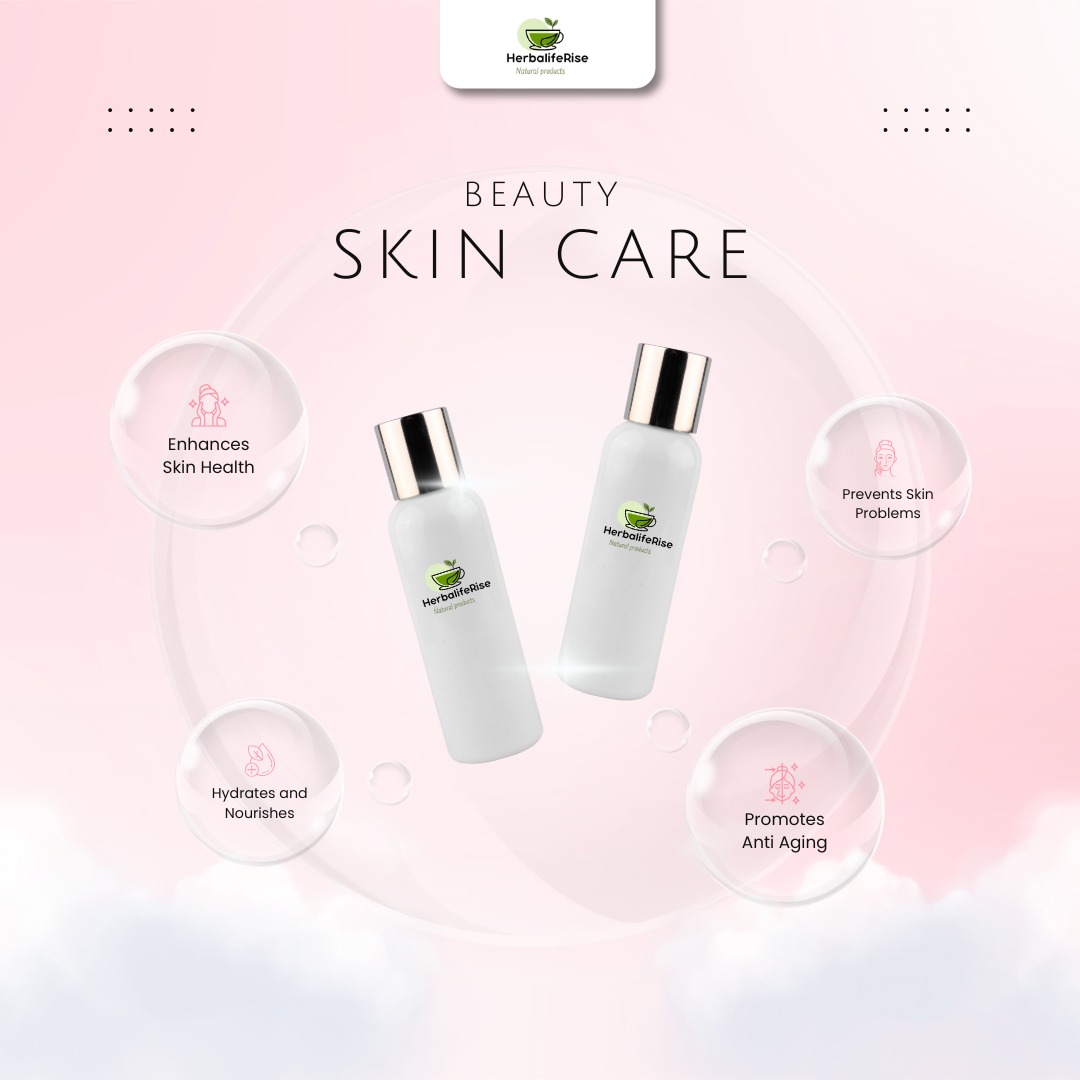 HerbalifeRise
Natural products
BEAUTY
SKIN CARE
Enhances
Skin Health
Prevents Skin
Problems
HerbalifeRise
Natural products
HerbalifeRise
Natural products
Hydrates and
Nourishes
Promotes
Anti Aging